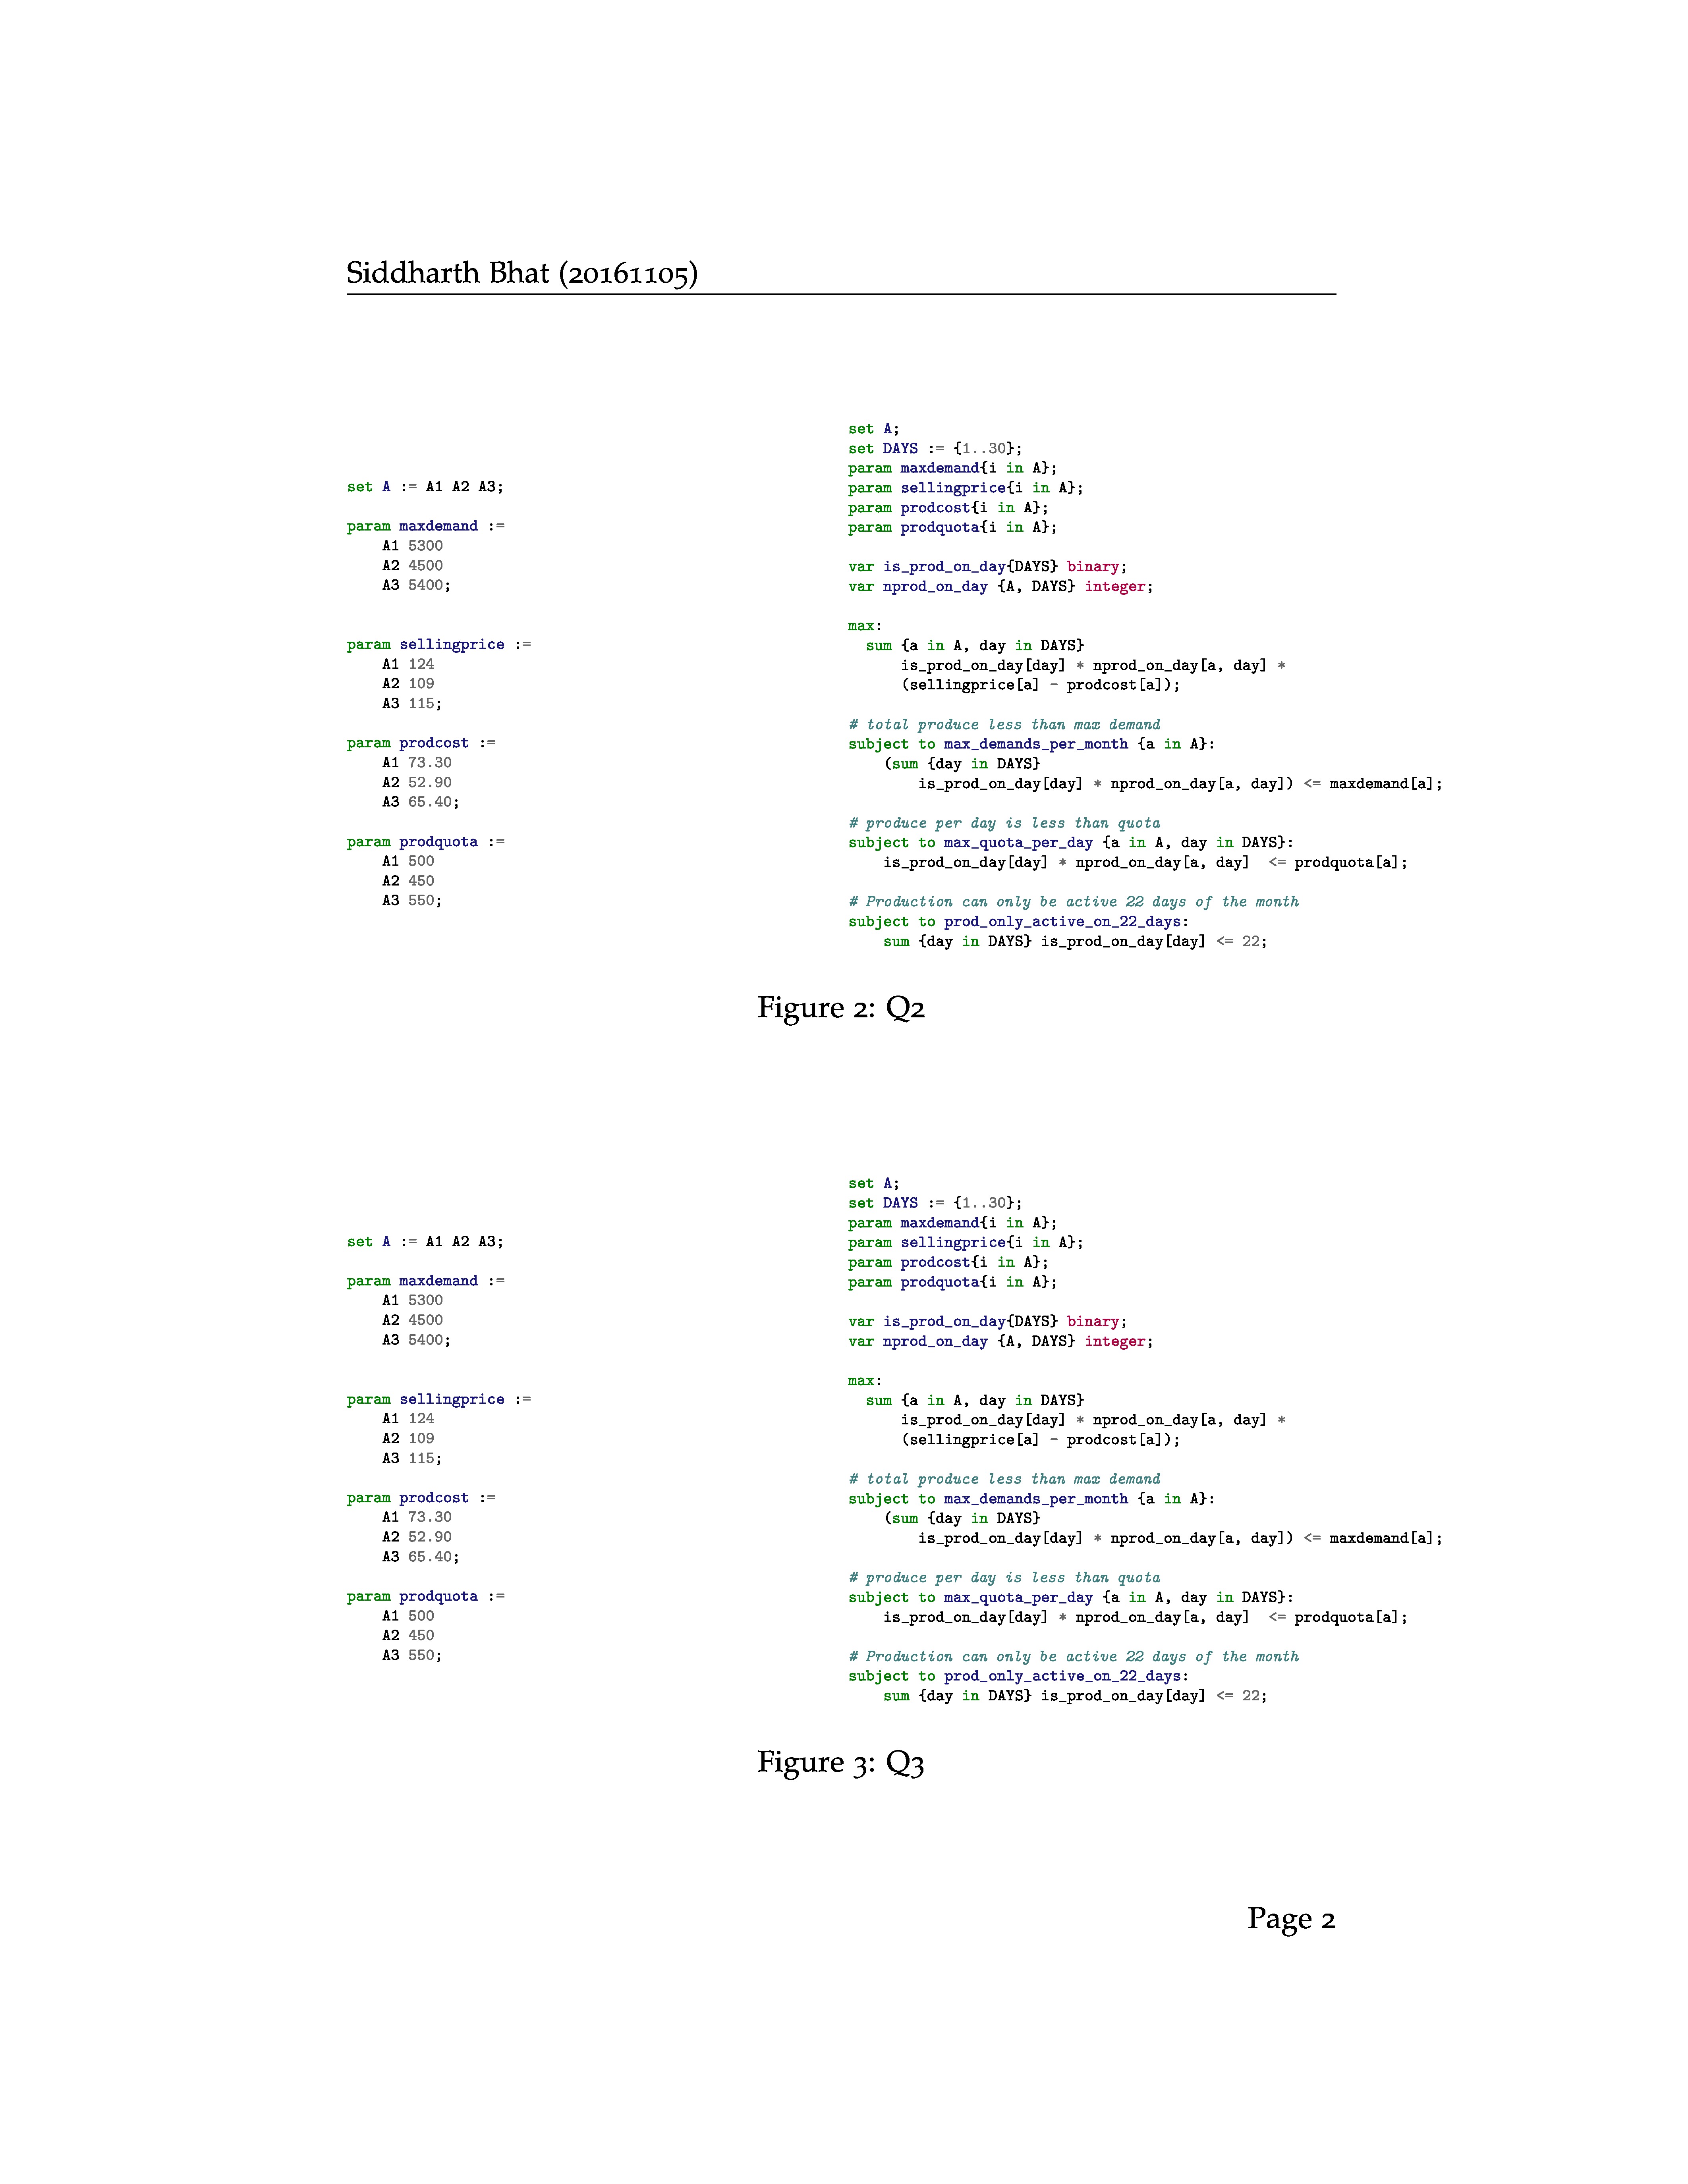 Siddharth Bhat (20161105)
set A := A1 A2 A3;
param maxdemand :=
    A1 5300
    A2 4500
    A3 5400;
param sellingprice :=
    A1 124
    A2 109
    A3 115;
param prodcost :=
    A1 73.30
    A2 52.90
    A3 65.40;
param prodquota :=
    A1 500
    A2 450
    A3 550;
set A;
set DAYS := {1..30};
param maxdemand{i in A};
param sellingprice{i in A};
param prodcost{i in A};
param prodquota{i in A};
var is_prod_on_day{DAYS} binary;
var nprod_on_day {A, DAYS} integer;
max:
  sum {a in A, day in DAYS}
      is_prod_on_day[day] * nprod_on_day[a, day] *
      (sellingprice[a] - prodcost[a]);
# total produce less than max demand
subject to max_demands_per_month {a in A}:
    (sum {day in DAYS}
        is_prod_on_day[day] * nprod_on_day[a, day]) <= maxdemand[a];
# produce per day is less than quota
subject to max_quota_per_day {a in A, day in DAYS}:
    is_prod_on_day[day] * nprod_on_day[a, day]  <= prodquota[a];
# Production can only be active 22 days of the month
subject to prod_only_active_on_22_days:
    sum {day in DAYS} is_prod_on_day[day] <= 22;
Figure 2: Q2
set A := A1 A2 A3;
param maxdemand :=
    A1 5300
    A2 4500
    A3 5400;
param sellingprice :=
    A1 124
    A2 109
    A3 115;
param prodcost :=
    A1 73.30
    A2 52.90
    A3 65.40;
param prodquota :=
    A1 500
    A2 450
    A3 550;
set A;
set DAYS := {1..30};
param maxdemand{i in A};
param sellingprice{i in A};
param prodcost{i in A};
param prodquota{i in A};
var is_prod_on_day{DAYS} binary;
var nprod_on_day {A, DAYS} integer;
max:
  sum {a in A, day in DAYS}
      is_prod_on_day[day] * nprod_on_day[a, day] *
      (sellingprice[a] - prodcost[a]);
# total produce less than max demand
subject to max_demands_per_month {a in A}:
    (sum {day in DAYS}
        is_prod_on_day[day] * nprod_on_day[a, day]) <= maxdemand[a];
# produce per day is less than quota
subject to max_quota_per_day {a in A, day in DAYS}:
    is_prod_on_day[day] * nprod_on_day[a, day]  <= prodquota[a];
# Production can only be active 22 days of the month
subject to prod_only_active_on_22_days:
    sum {day in DAYS} is_prod_on_day[day] <= 22;
Figure 3: Q3
Page 2